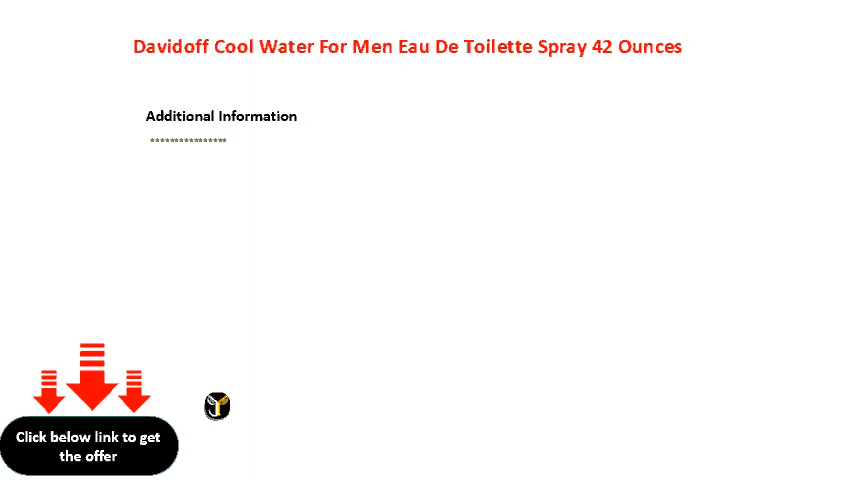 Davidoff Cool Water For Men Eau De Toilette Spray 42 Ounces
Additional Information
****************
Click below link to get
the offer